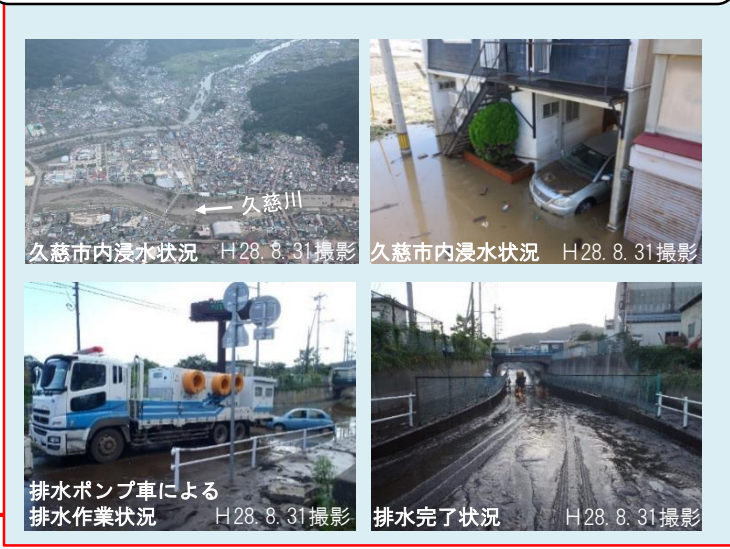 久慈川
久慈市内浸水状況 H28.8.31撮影
久慈市内浸水状況 H28.8.31撮影
排水ポンプ車による
排水作業状況 H28.8.31撮影
排水完了状況 H28.8.31撮影